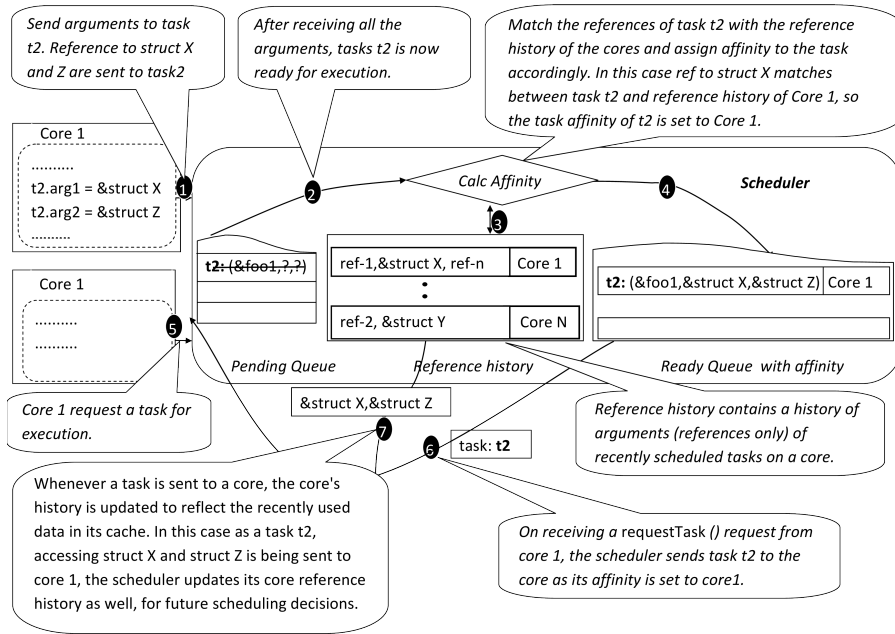 Send arguments to task
t2. Reference to struct X
and Z are sent to task2
After receiving all the
arguments, tasks t2 is now
ready for execution.
Match the references of task t2 with the reference
history of the cores and assign affinity to the task
accordingly. In this case ref to struct X matches
between task t2 and reference history of Core 1, so
the task affinity of t2 is set to Core 1.
Core 1
..........
t2.arg1 = &struct X
t2.arg2 = &struct Z
.........
1
2
Calc Affinity
4
Scheduler
3
t2: (&foo1,?,?)
ref-1,&struct X, ref-n
Core 1
ref-2, &struct Y
Core N
t2: (&foo1,&struct X,&struct Z)
Core 1
Core 1
..........
..........
5
Pending Queue
Reference history
Ready Queue with affinity
Core 1 request a task for
execution.
&struct X,&struct Z
7
6
task: t2
Reference history contains a history of
arguments (references only) of
recently scheduled tasks on a core.
Whenever a task is sent to a core, the core's
history is updated to reflect the recently used
data in its cache. In this case as a task t2,
accessing struct X and struct Z is being sent to
core 1, the scheduler updates its core reference
history as well, for future scheduling decisions.
On receiving a requestTask () request from
core 1, the scheduler sends task t2 to the
core as its affinity is set to core1.